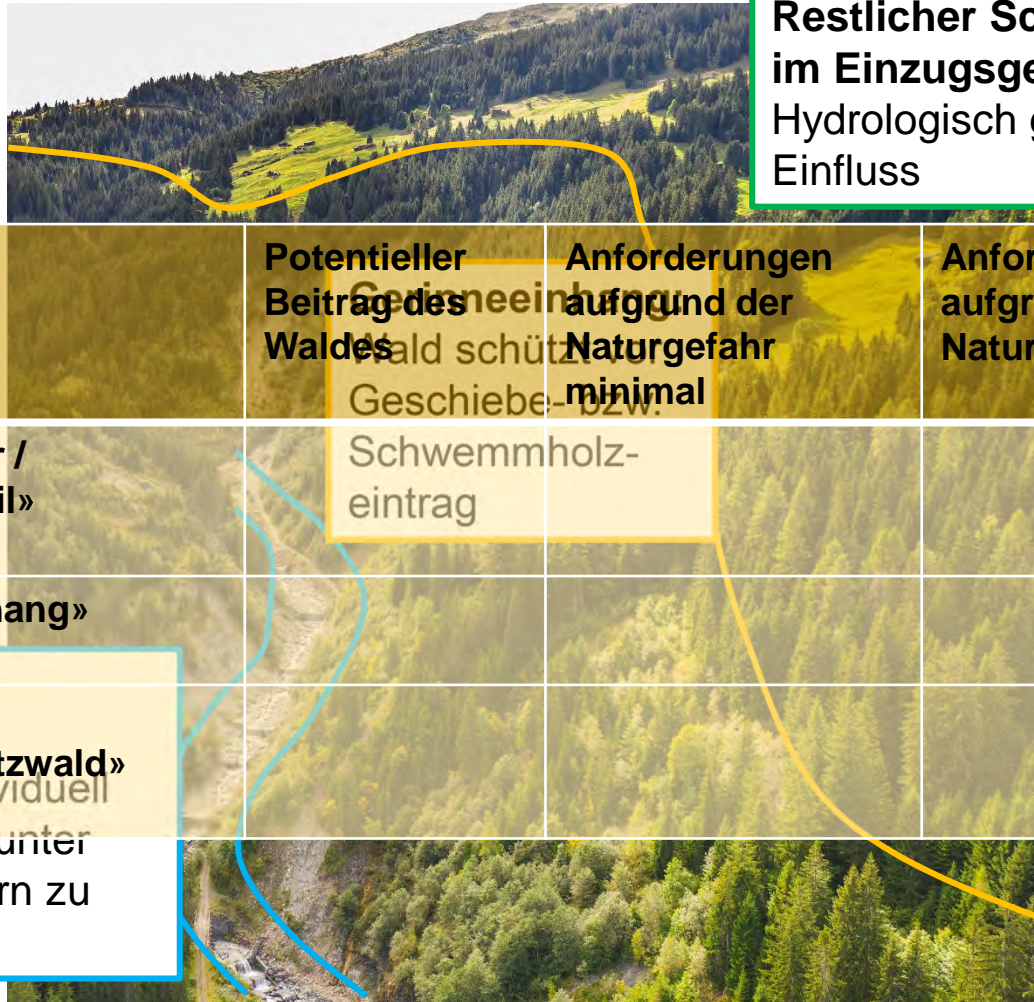 Restlicher Sc
im Einzugsge
Hydrologisch g
Einfluss
Potentieller
Beitrag des
Waldes
Anforderungen
aufgrund der
Naturgefahr
minimal
Anfor
aufgr
Natur
Gerinneeinhang:
Wald schützt vor
Geschiebe- bzw.
Schwemmholz-
eintrag
r /
il»
hang»
tzwald»
viduell
unter
rn zu